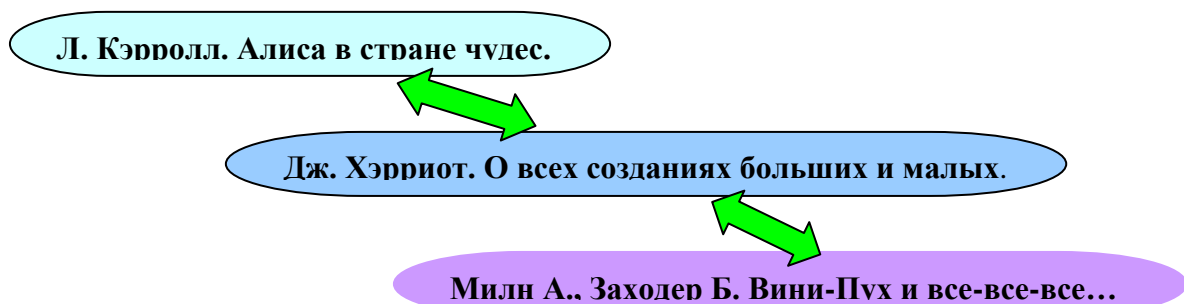 Л. Кэрролл. Алиса в стране чудес.
Дж. Хэрриот. О всех созданиях больших и малых.
Милн А., Заходер Б. Вини-Пух и все-все-все…